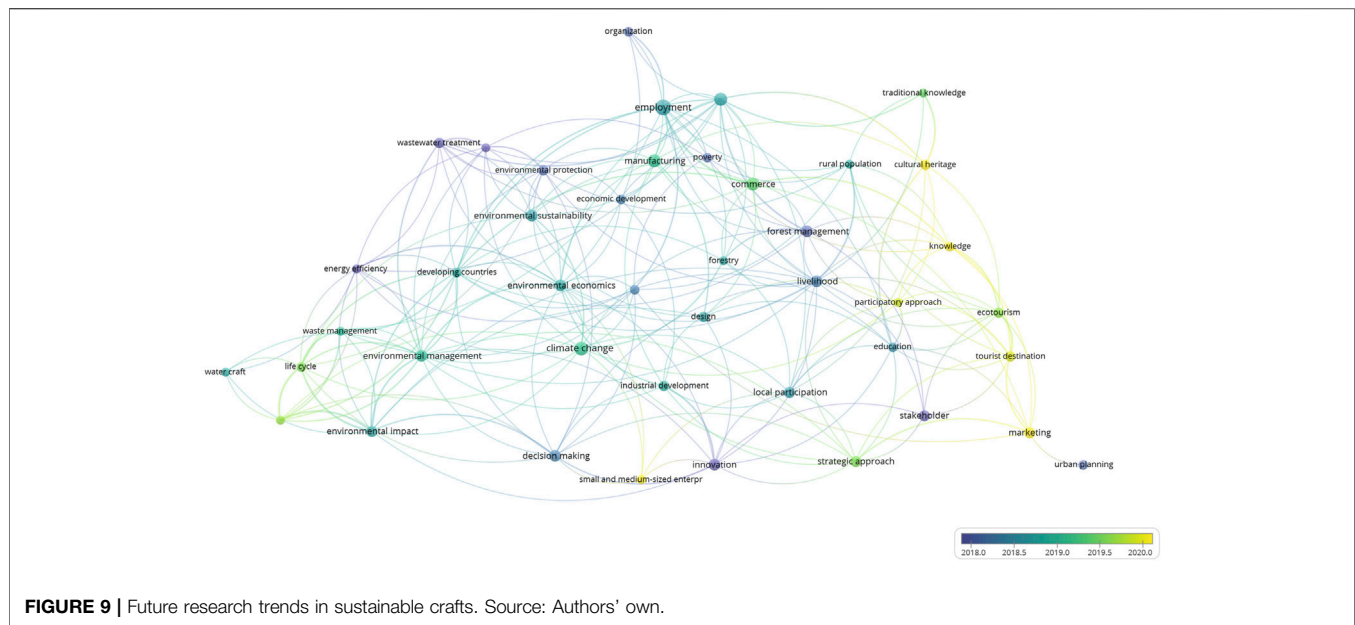 organization
traditional knowledge
employment
wastewater treatment
manufacturing
poverty
rural population
cultural heritage
environmental protection
commerce
economic development
environmental sustainability
forest management
knowledge
energy efficiency
developing countries
forestry
environmental economics
livelihood
participatory approach
ecotourism
design
waste management
education
environmental management
climate change
tourist destination
life cycle
water craft
industrial development
local participation
stakeholder
environmental impact
marketing
decision making
innovation
strategic approach
urban planning
small and medium-sized enterpr
2018.0 2018.5 2019.0 2019.5 2020.0
FIGURE 9 | Future research trends in sustainable crafts. Source: Authors’ own.